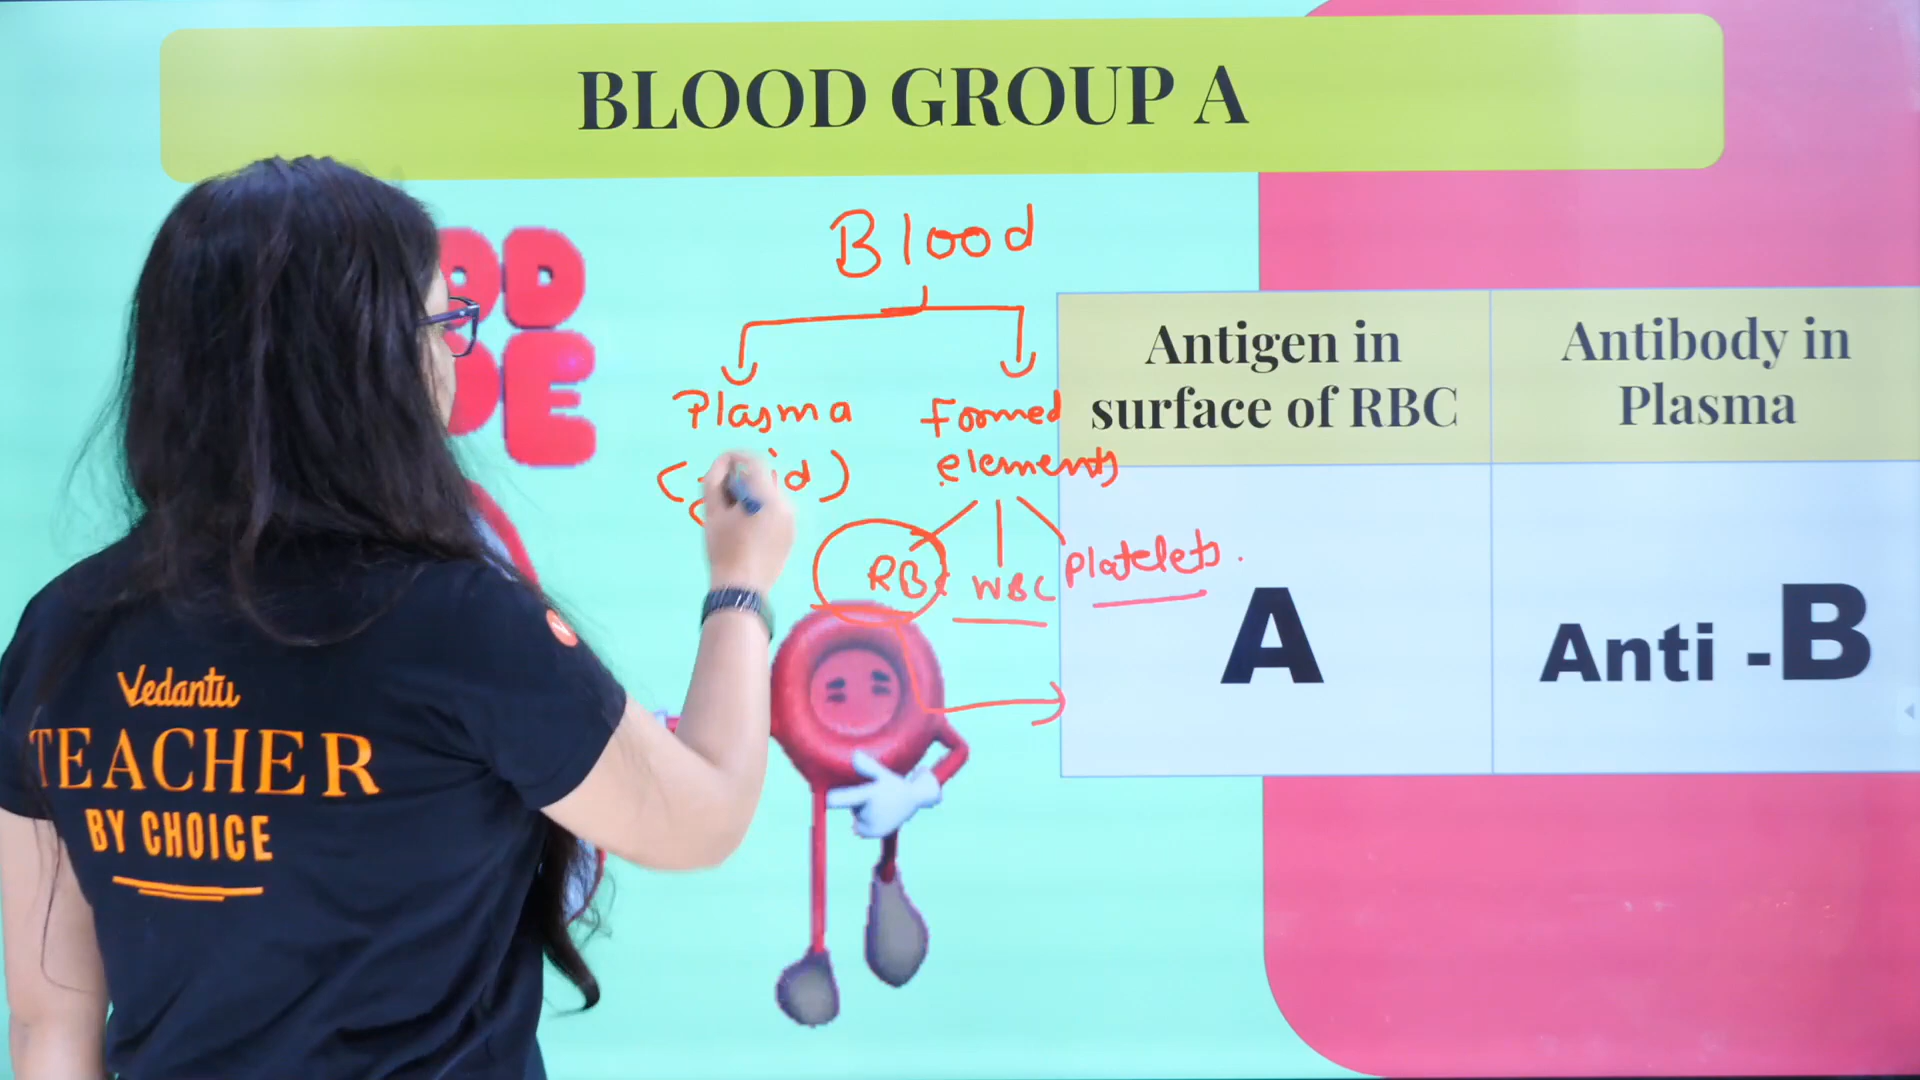 BLOOD GROUP A
Blood
Plasma
Formed
elements
RBC WBC Platelets.
Antigen in
surface of RBC
Antibody in
Plasma
A
Anti -B
Vedantu
TEACHER
BY CHOICE